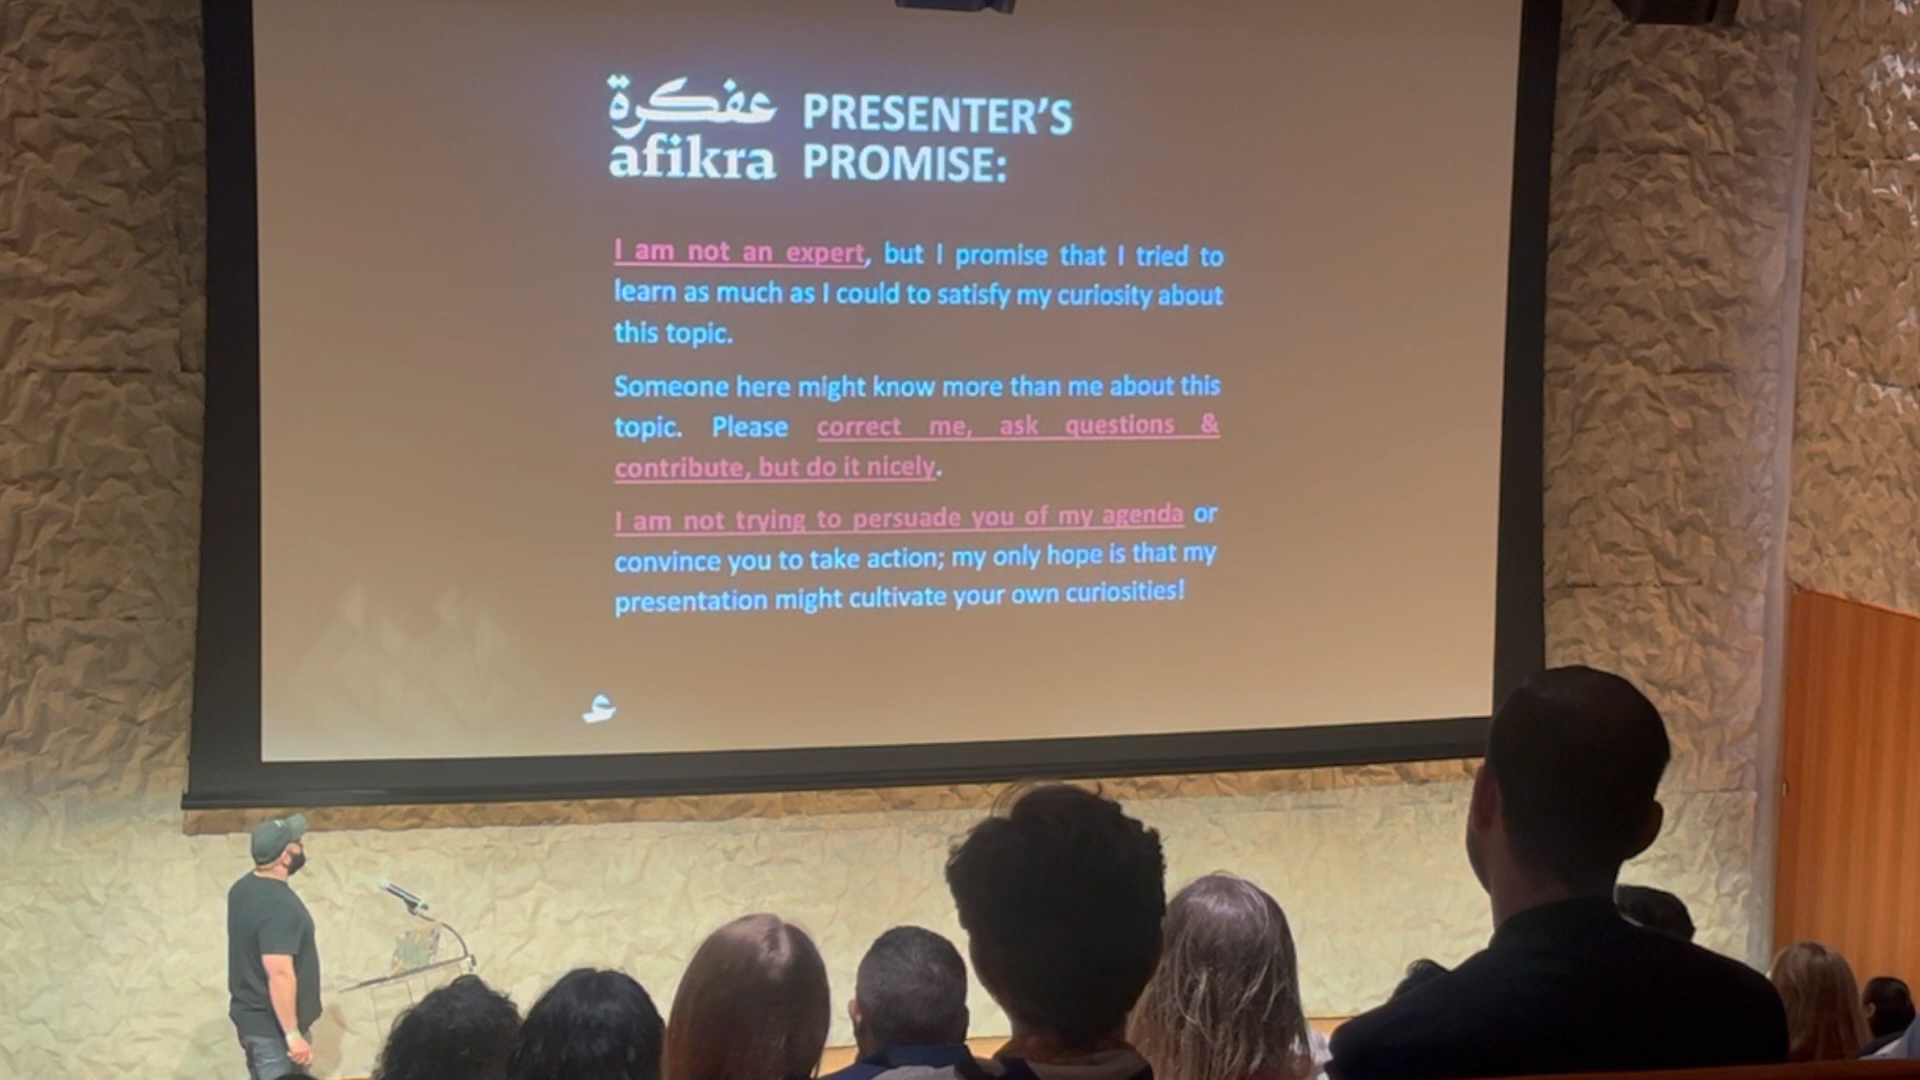 عفكرة
afikra
PRESENTER'S
PROMISE:
I am not an expert, but I promise that I tried to
learn as much as I could to satisfy my curiosity about
this topic.
Someone here might know more than me about this
topic. Please correct me, ask questions &
contribute, but do it nicely.
I am not trying to persuade you of my agenda or
convince you to take action; my only hope is that my
presentation might cultivate your own curiosities!
ع